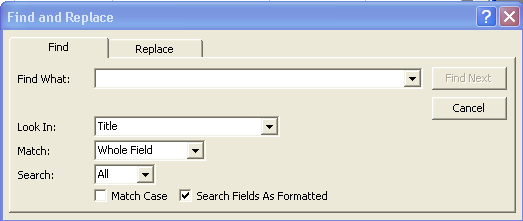 Find and Replace
Find Replace
Find What: Find Next
Cancel
Look In: Title
Match: Whole Field
Search: All
Match Case Search Fields As Formatted